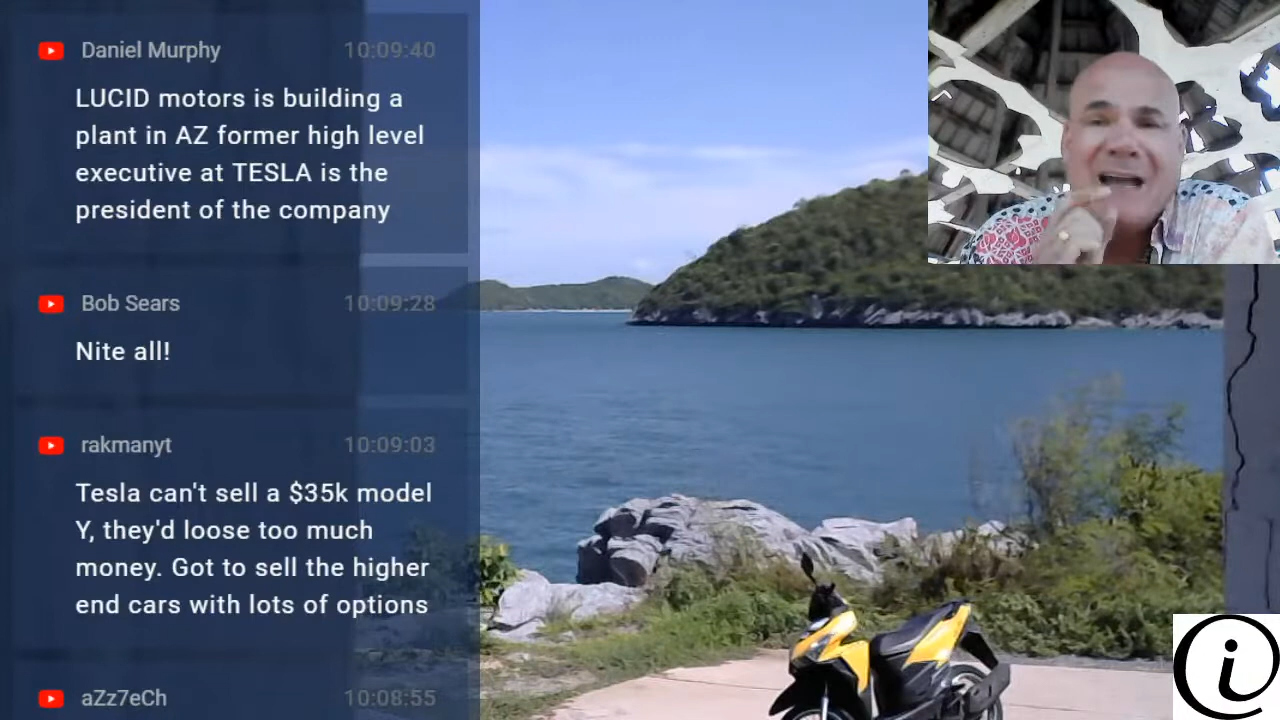 Daniel Murphy 10:09:40
LUCID motors is building a
plant in AZ former high level
executive at TESLA is the
president of the company
Bob Sears 10:09:28
Nite all!
rakmanyt 10:09:03
Tesla can't sell a $35k model
Y, they'd loose too much
money. Got to sell the higher
end cars with lots of options
aZz7eCh 10:08:55
i